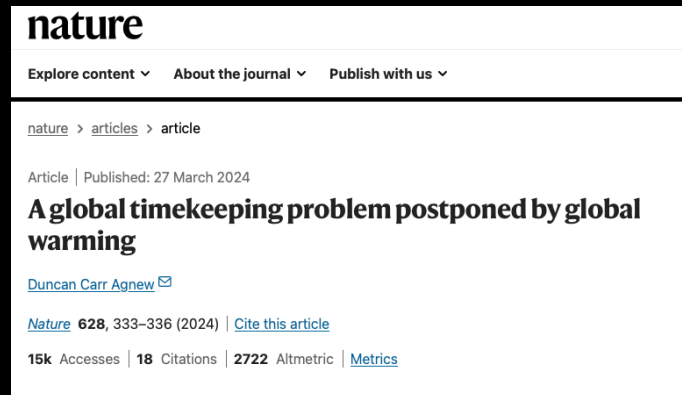 nature
Explore content About the journal Publish with us
nature > articles > article
Article | Published: 27 March 2024
A global timekeeping problem postponed by global
warming
Duncan Carr Agnew
Nature 628, 333–336 (2024) | Cite this article
15k Accesses | 18 Citations | 2722 Altmetric | Metrics